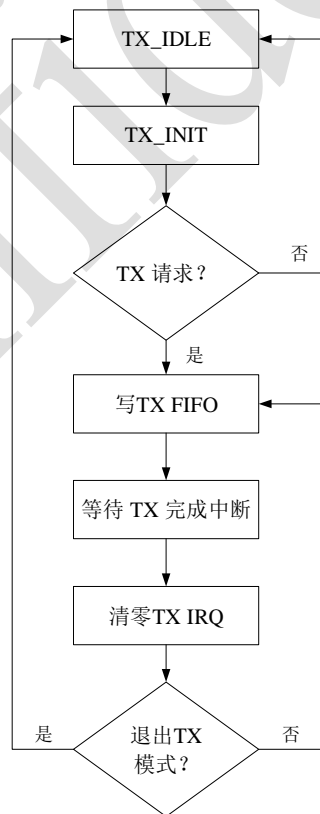 TX_IDLE
TX_INIT
TX 请求？
否
是
写TX FIFO
等待 TX 完成中断
清零TX IRQ
是
退出TX
模式？
否